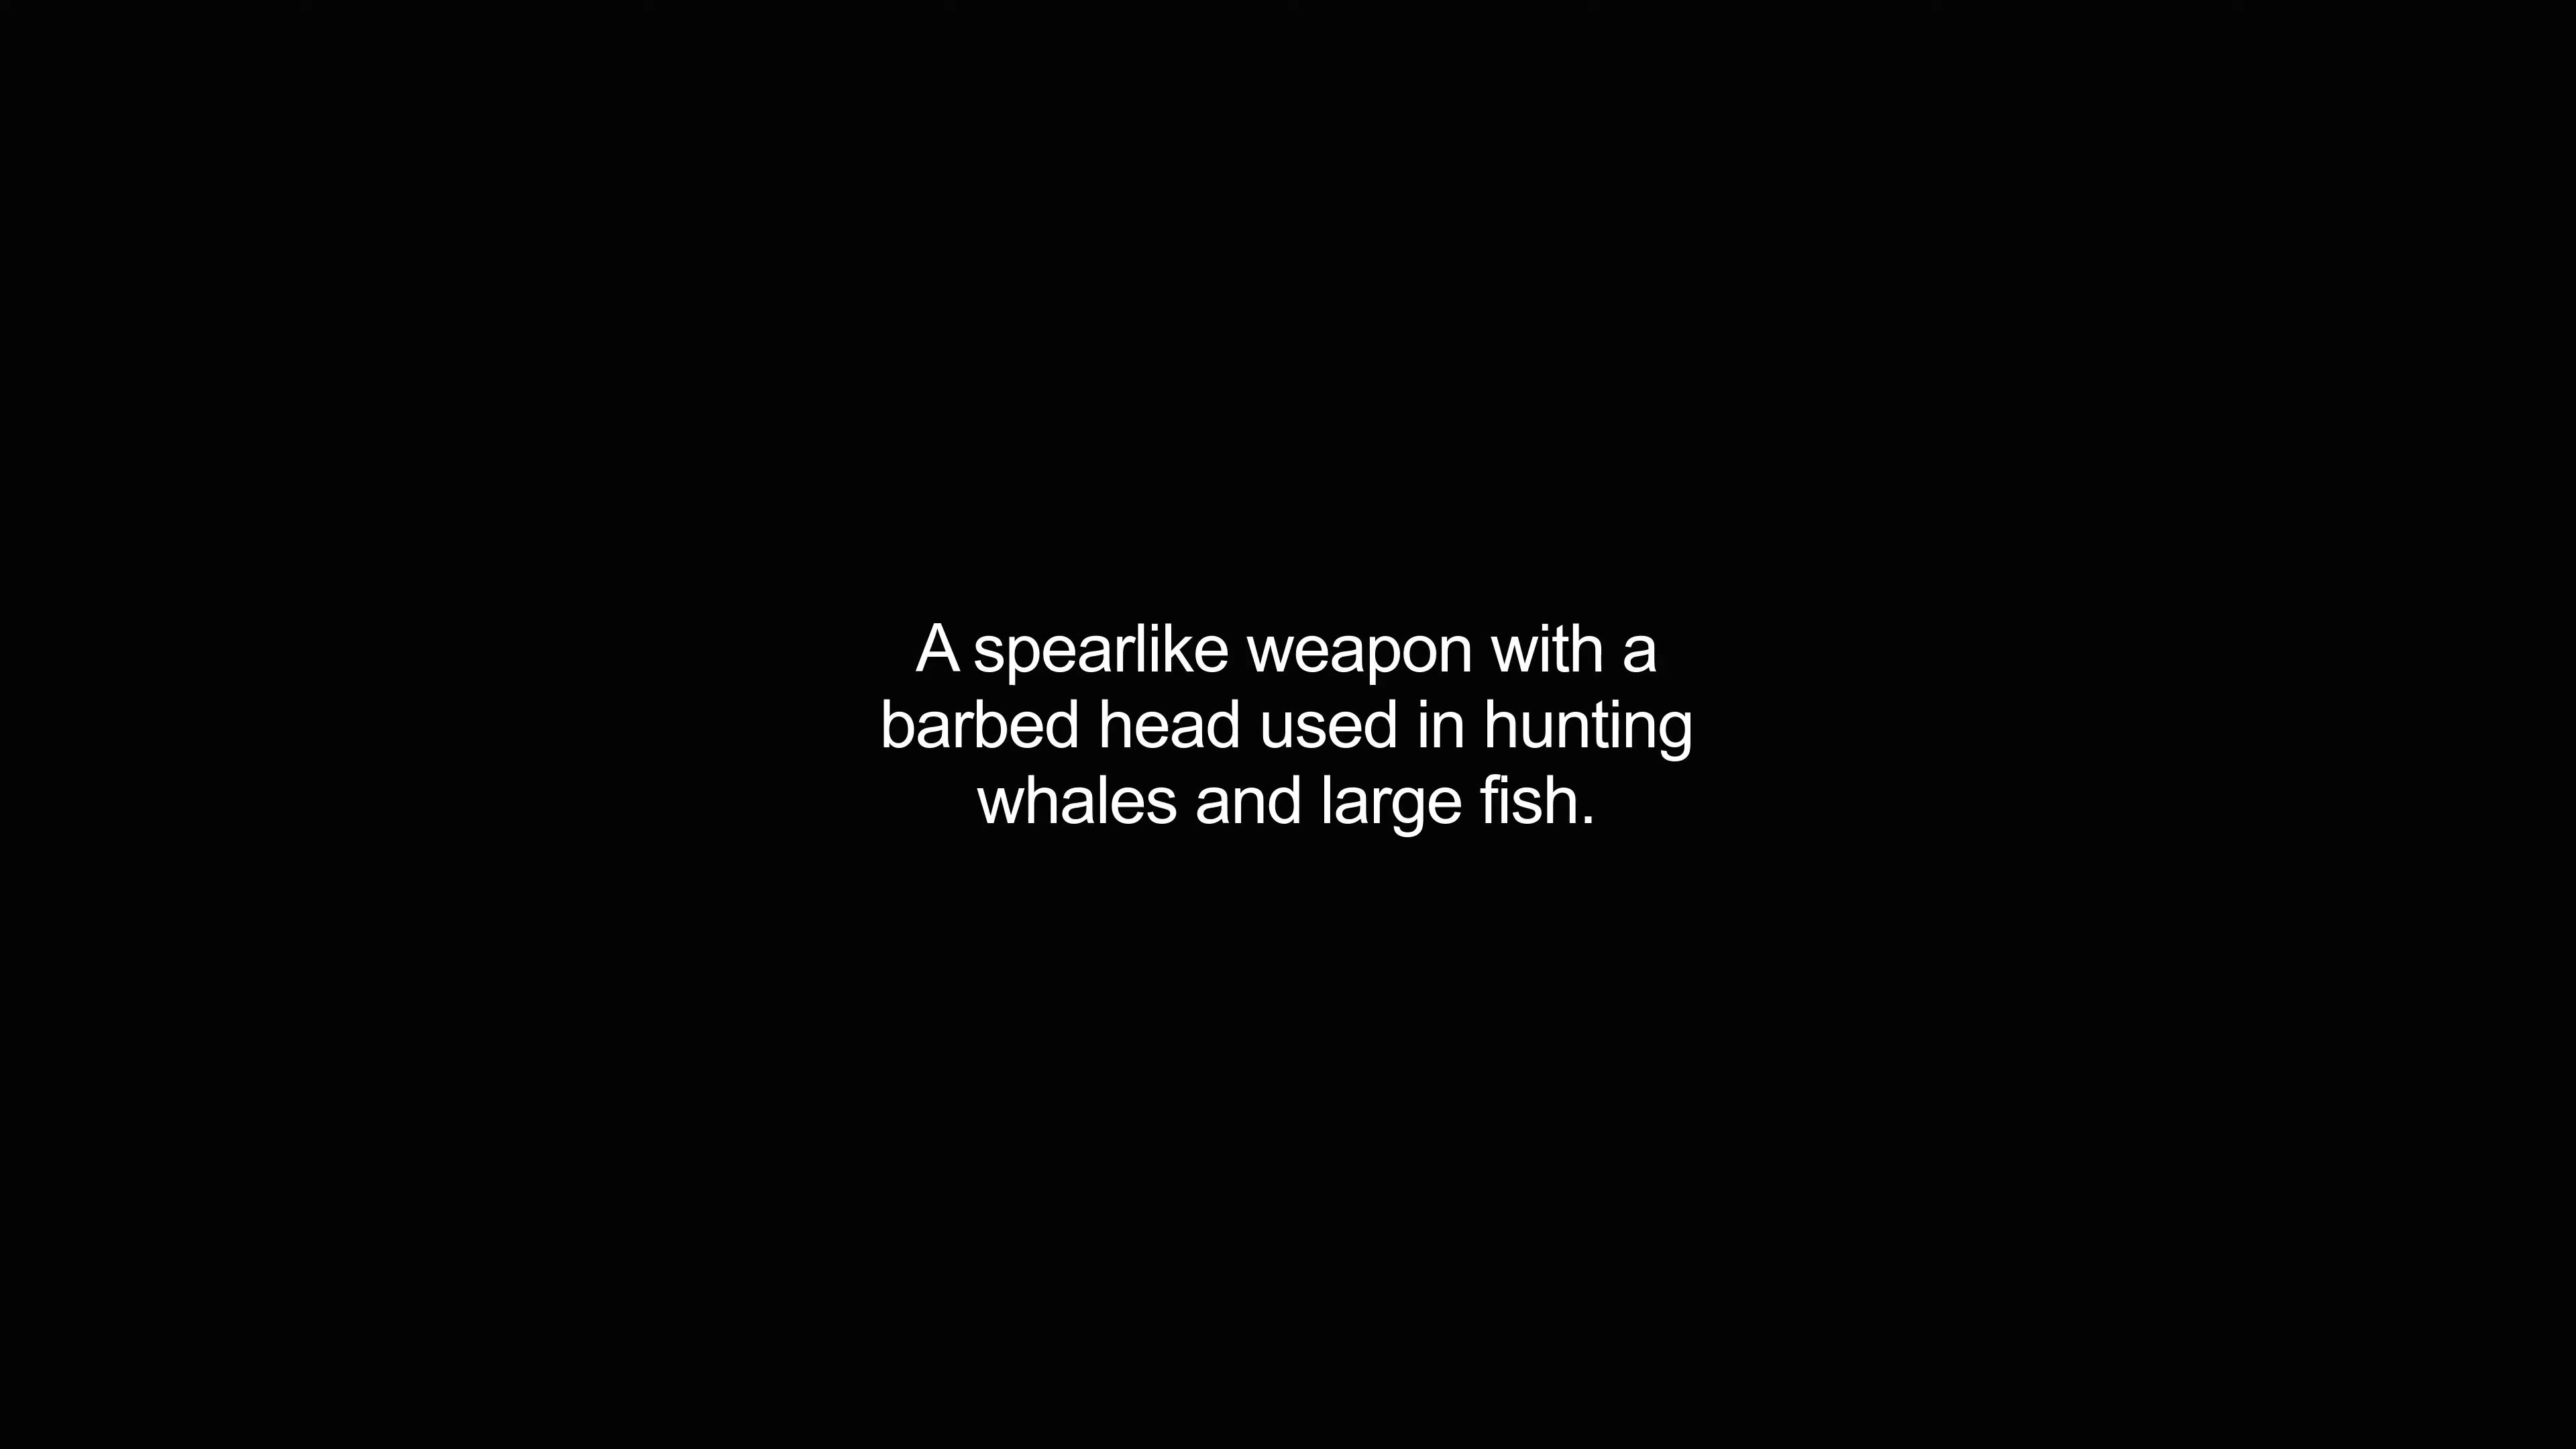 A spearlike weapon with a
barbed head used in hunting
whales and large fish.